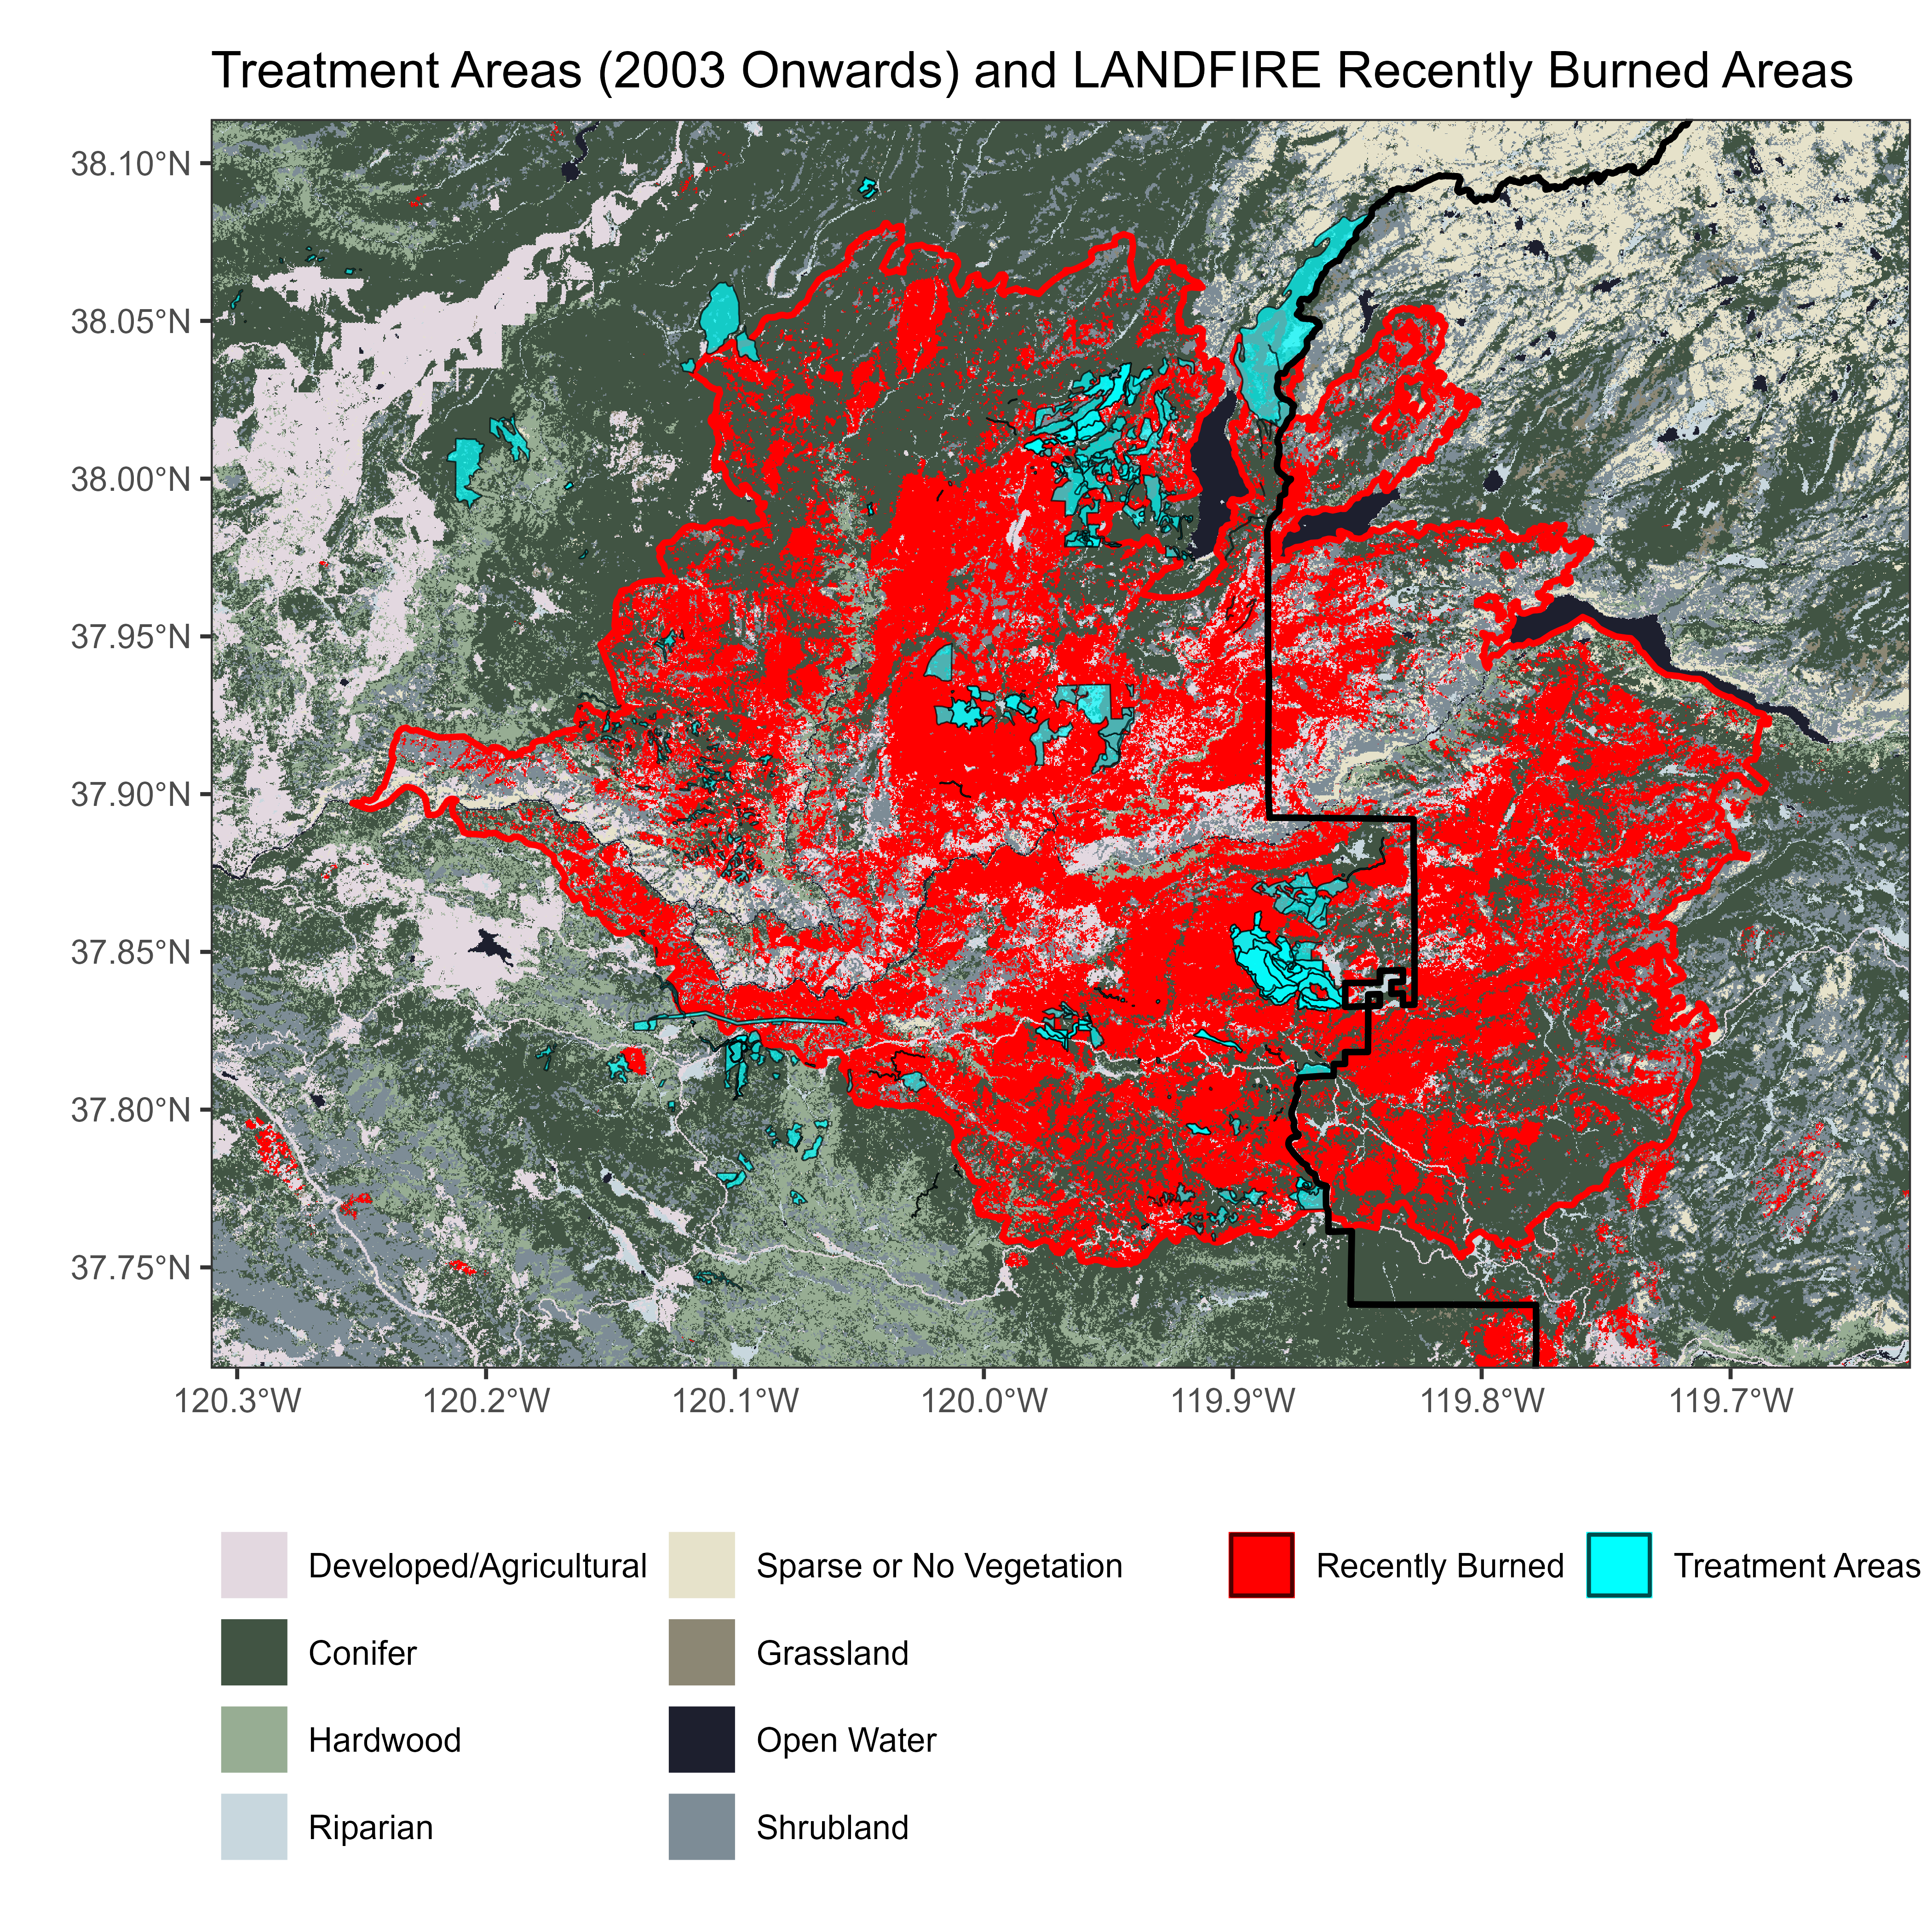 Treatment Areas (2003 Onwards) and LANDFIRE Recently Burned Areas
38.10°N
38.05°N
38.00°N
37.95°N
37.90°N
37.85°N
37.80°N
37.75°N
120.3°W 120.2°W 120.1°W 120.0°W 119.9°W 119.8°W 119.7°W
Developed/Agricultural Sparse or No Vegetation Recently Burned Treatment Areas
Conifer Grassland
Hardwood Open Water
Riparian Shrubland